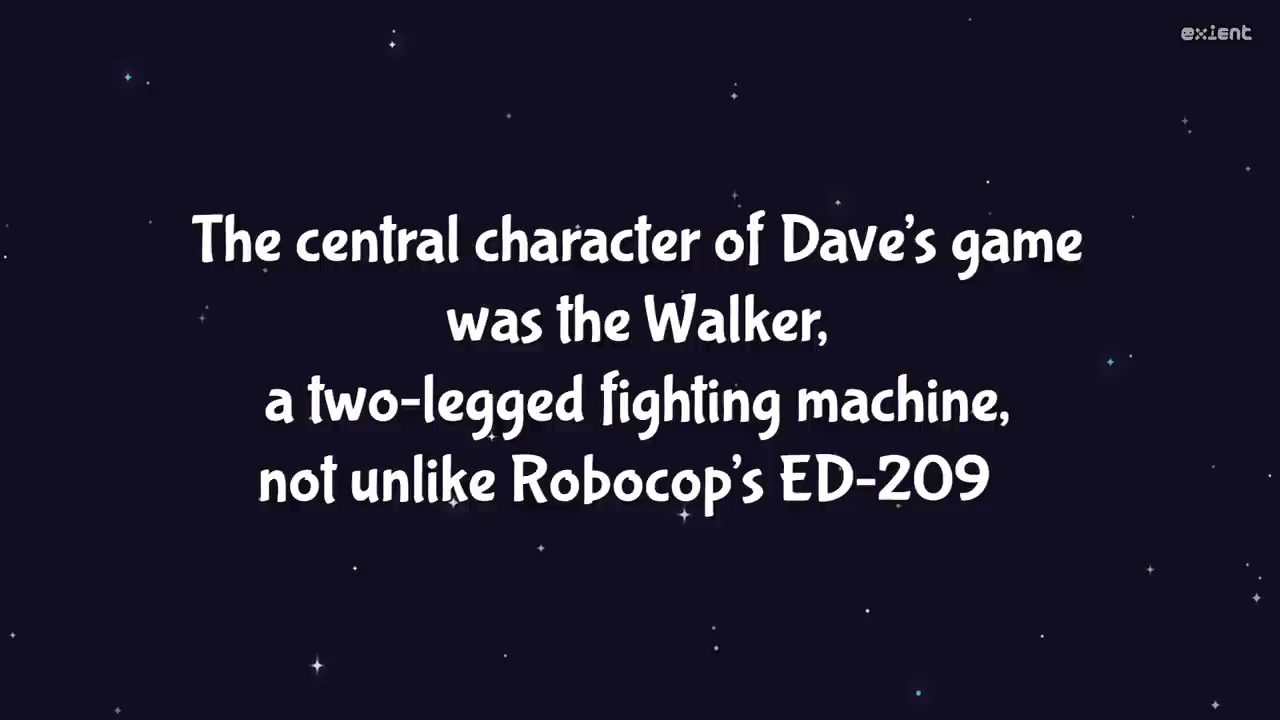 exient
The central character of Dave's game
was the Walker,
a two-legged fighting machine,
not unlike Robocop's ED-209